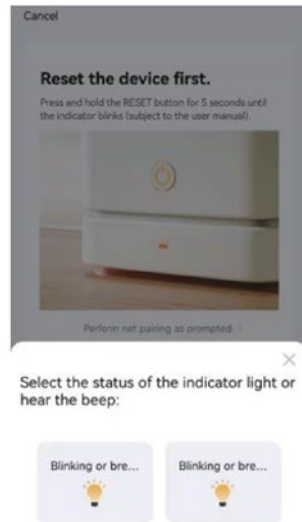 Cancel
Reset the device first.
Press and hold the RESET button for 5 seconds until
the indicator blinks (subject to the user manual).
Perform net pairing as prompted. >
Select the status of the indicator light or
hear the beep:
Blinking or bre...
Blinking or bre...